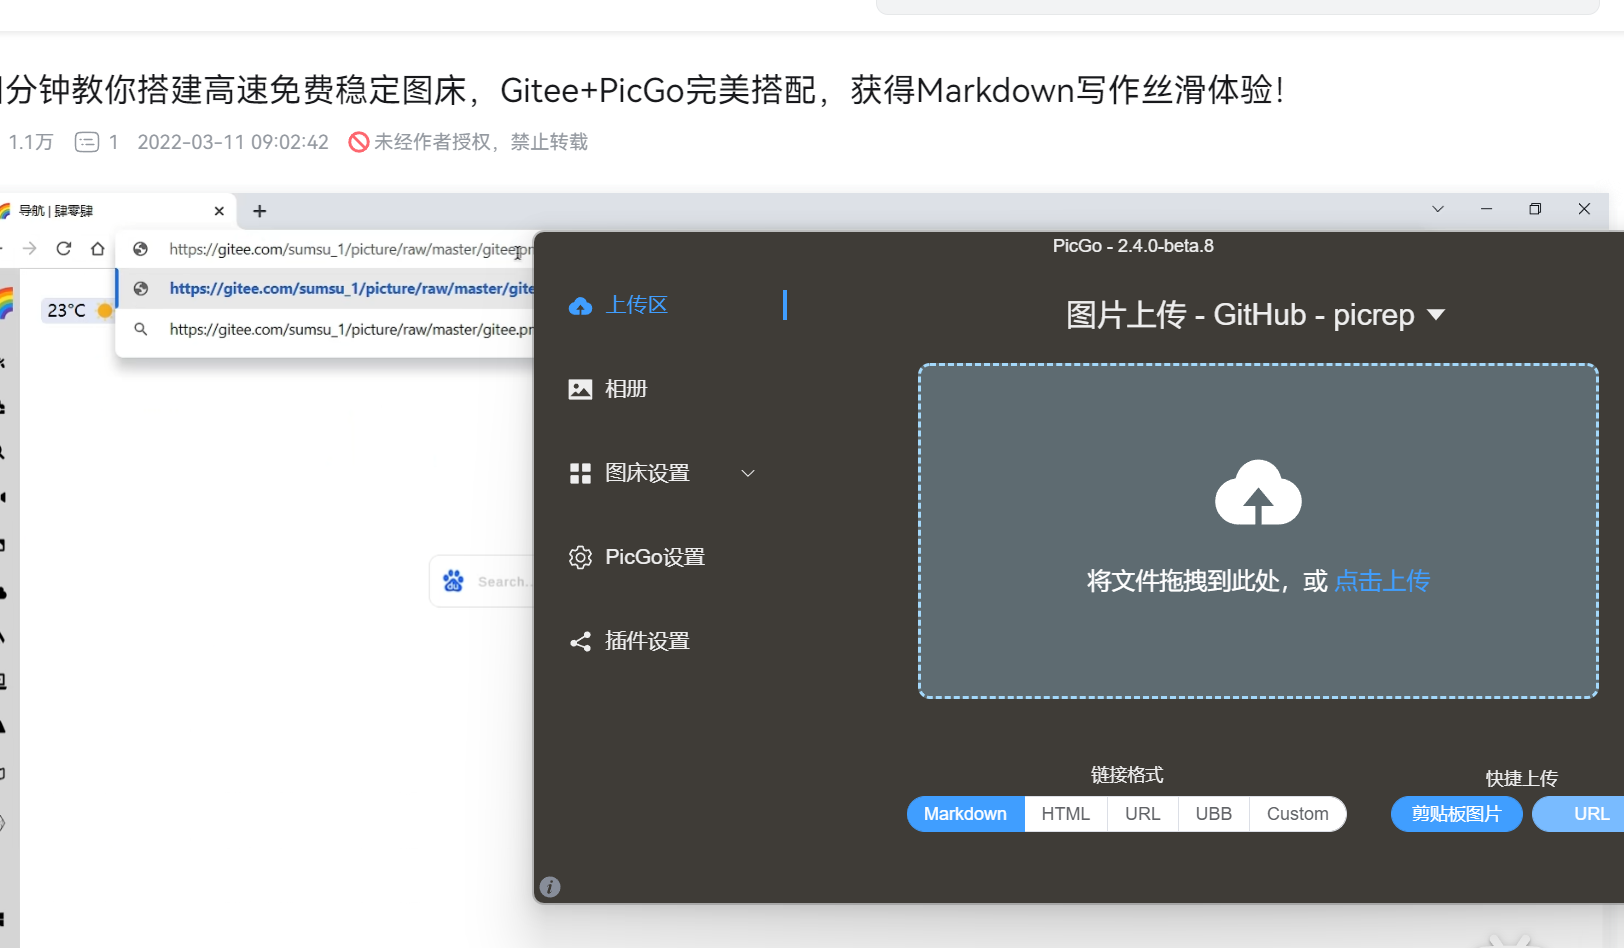 分钟教你搭建高速免费稳定图床，Gitee+PicGo完美搭配，获得Markdown写作丝滑体验！
1.1万 1 2022-03-11 09:02:42 未经作者授权，禁止转载
导航 | 肆零肆
https://gitee.com/sumsu_1/picture/raw/master/gitee.pn
https://gitee.com/sumsu_1/picture/raw/master/gite
https://gitee.com/sumsu_1/picture/raw/master/gitee.pn
23°C
Search..
PicGo - 2.4.0-beta.8
上传区
相册
图床设置
PicGo设置
插件设置
图片上传 - GitHub - picrep
将文件拖拽到此处，或 点击上传
链接格式
Markdown HTML URL UBB Custom
快捷上传
剪贴板图片 URL